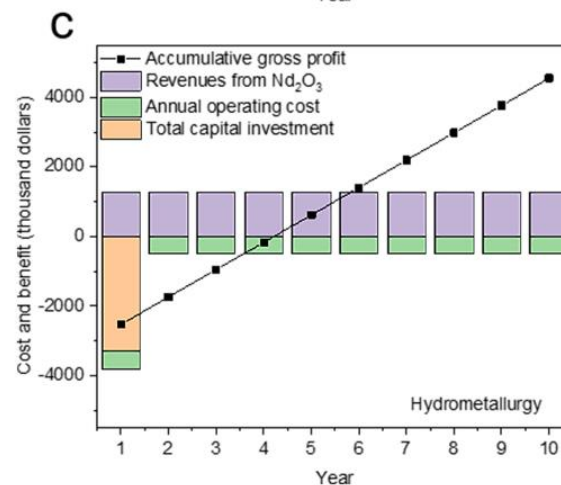 Year
C
Accumulative gross profit
Revenues from Nd₂O₃
Annual operating cost
Total capital investment
Cost and benefit (thousand dollars)
4000
2000
0
-2000
-4000
Hydrometallurgy
1 2 3 4 5 6 7 8 9 10
Year